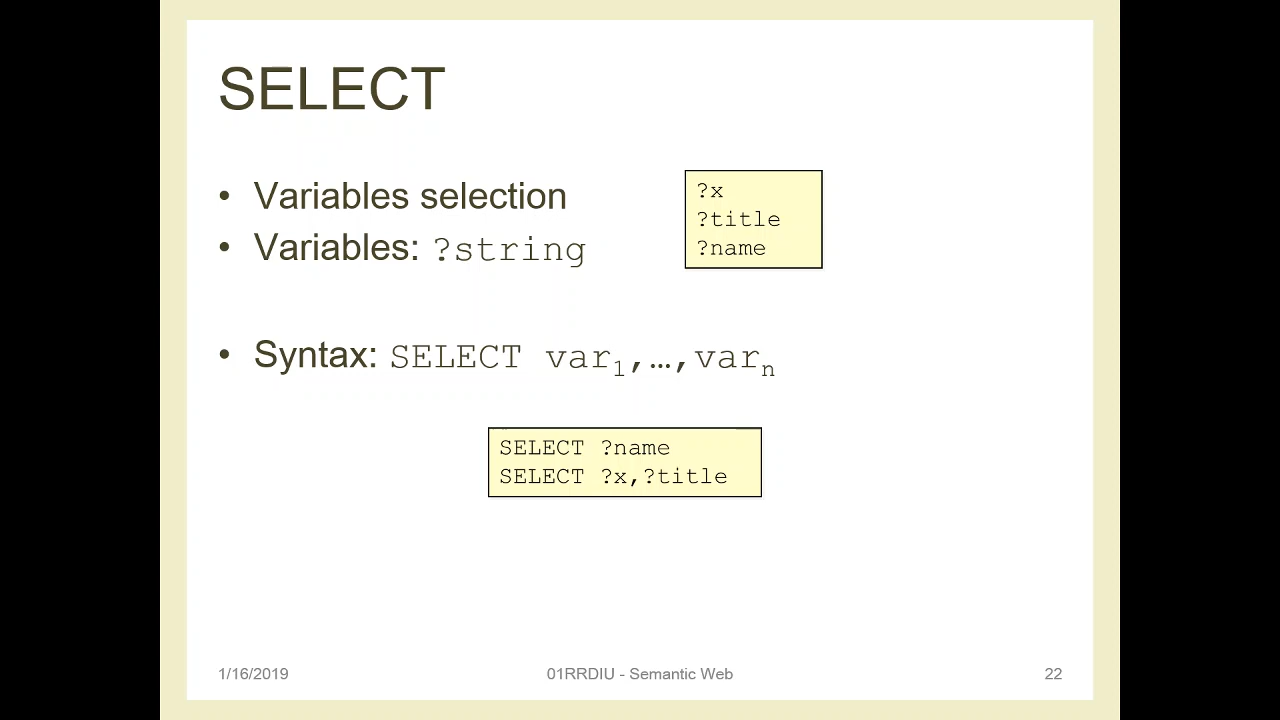 SELECT
• Variables selection
• Variables: ?string
?x
?title
?name
• Syntax: SELECT var1,…,varn
SELECT ?name
SELECT ?x,?title
1/16/2019
01RRDIU - Semantic Web
22